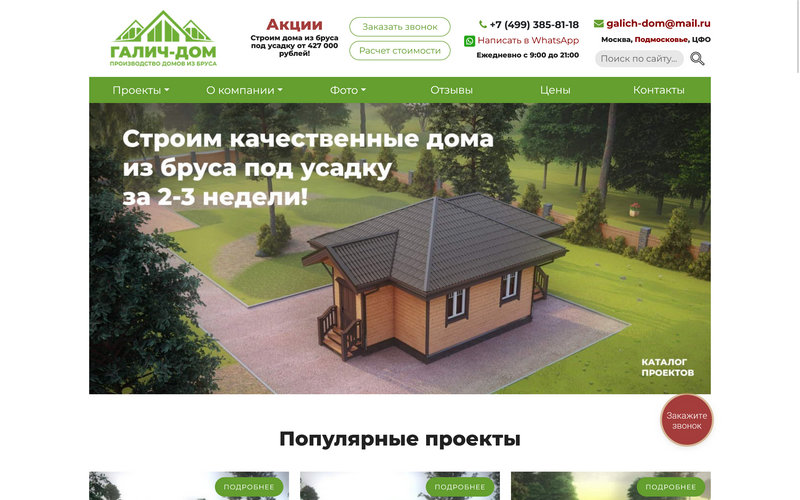 ГАЛИЧ-ДОМ
ПРОИЗВОДСТВО ДОМОВ ИЗ БРУСА
Акции
Строим дома из бруса
под усадку от 427 000
рублей!
Заказать звонок
Расчет стоимости
+7 (499) 385-81-18
Написать в WhatsApp
Ежедневно с 9:00 до 21:00
galich-dom@mail.ru
Москва, Подмосковье, ЦФО
Поиск по сайту...
Проекты
О компании
Фото
Отзывы
Цены
Контакты
Строим качественные дома
из бруса под усадку
за 2-3 недели!
КАТАЛОГ
ПРОЕКТОВ
Закажите
звонок
Популярные проекты
ПОДРОБНЕЕ
ПОДРОБНЕЕ
ПОДРОБНЕЕ